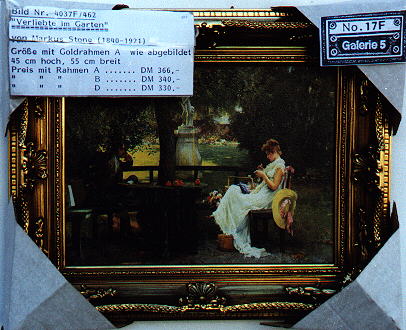 Bild Nr. 4037F/462
"Verliebte im Garten"
von Markus Stone (1840-1921)
Größe mit Goldrahmen A wie abgebildet
45 cm hoch, 55 cm breit
Preis mit Rahmen A ....... DM 366,-
" " B ....... DM 340,-
" " D ....... DM 330,-
No. 17F
Galerie 5